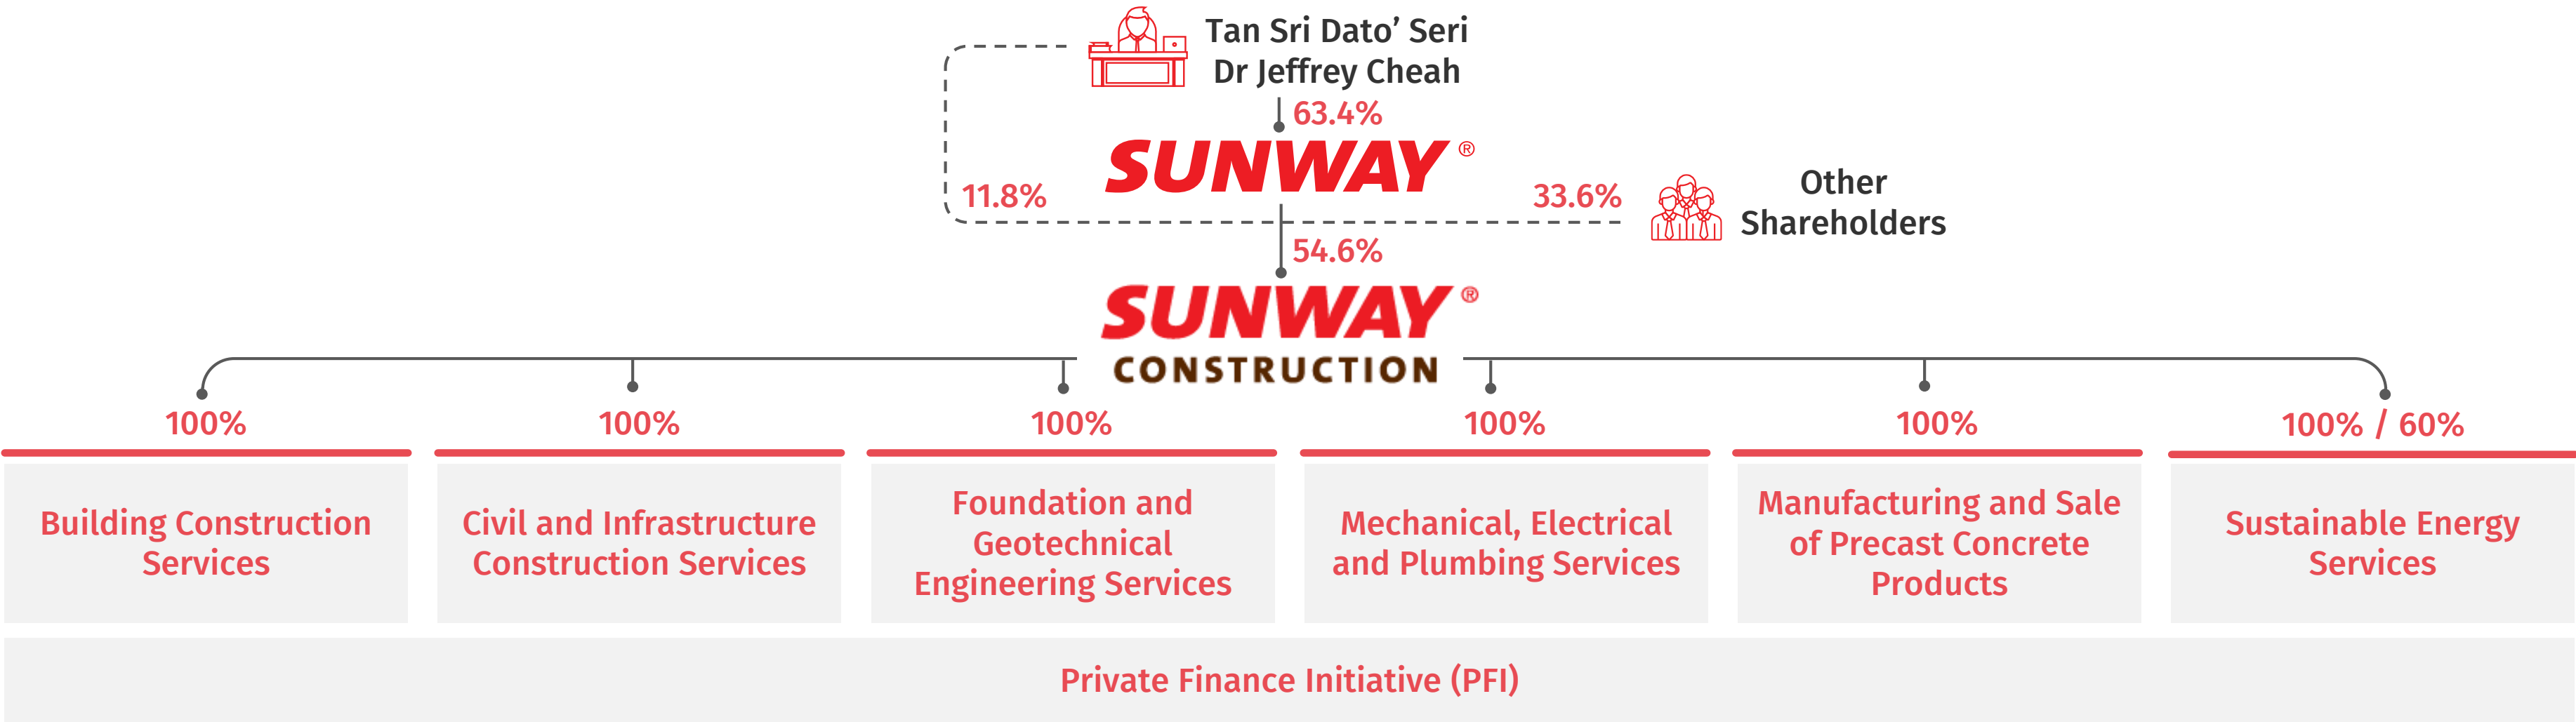 Tan Sri Dato’ Seri
Dr Jeffrey Cheah
63.4%
SUNWAY®
11.8%
33.6%
Other
Shareholders
54.6%
SUNWAY®
CONSTRUCTION
100%
100%
100%
100%
100%
100% / 60%
Building Construction
Services
Civil and Infrastructure
Construction Services
Foundation and
Geotechnical
Engineering Services
Mechanical, Electrical
and Plumbing Services
Manufacturing and Sale
of Precast Concrete
Products
Sustainable Energy
Services
Private Finance Initiative (PFI)